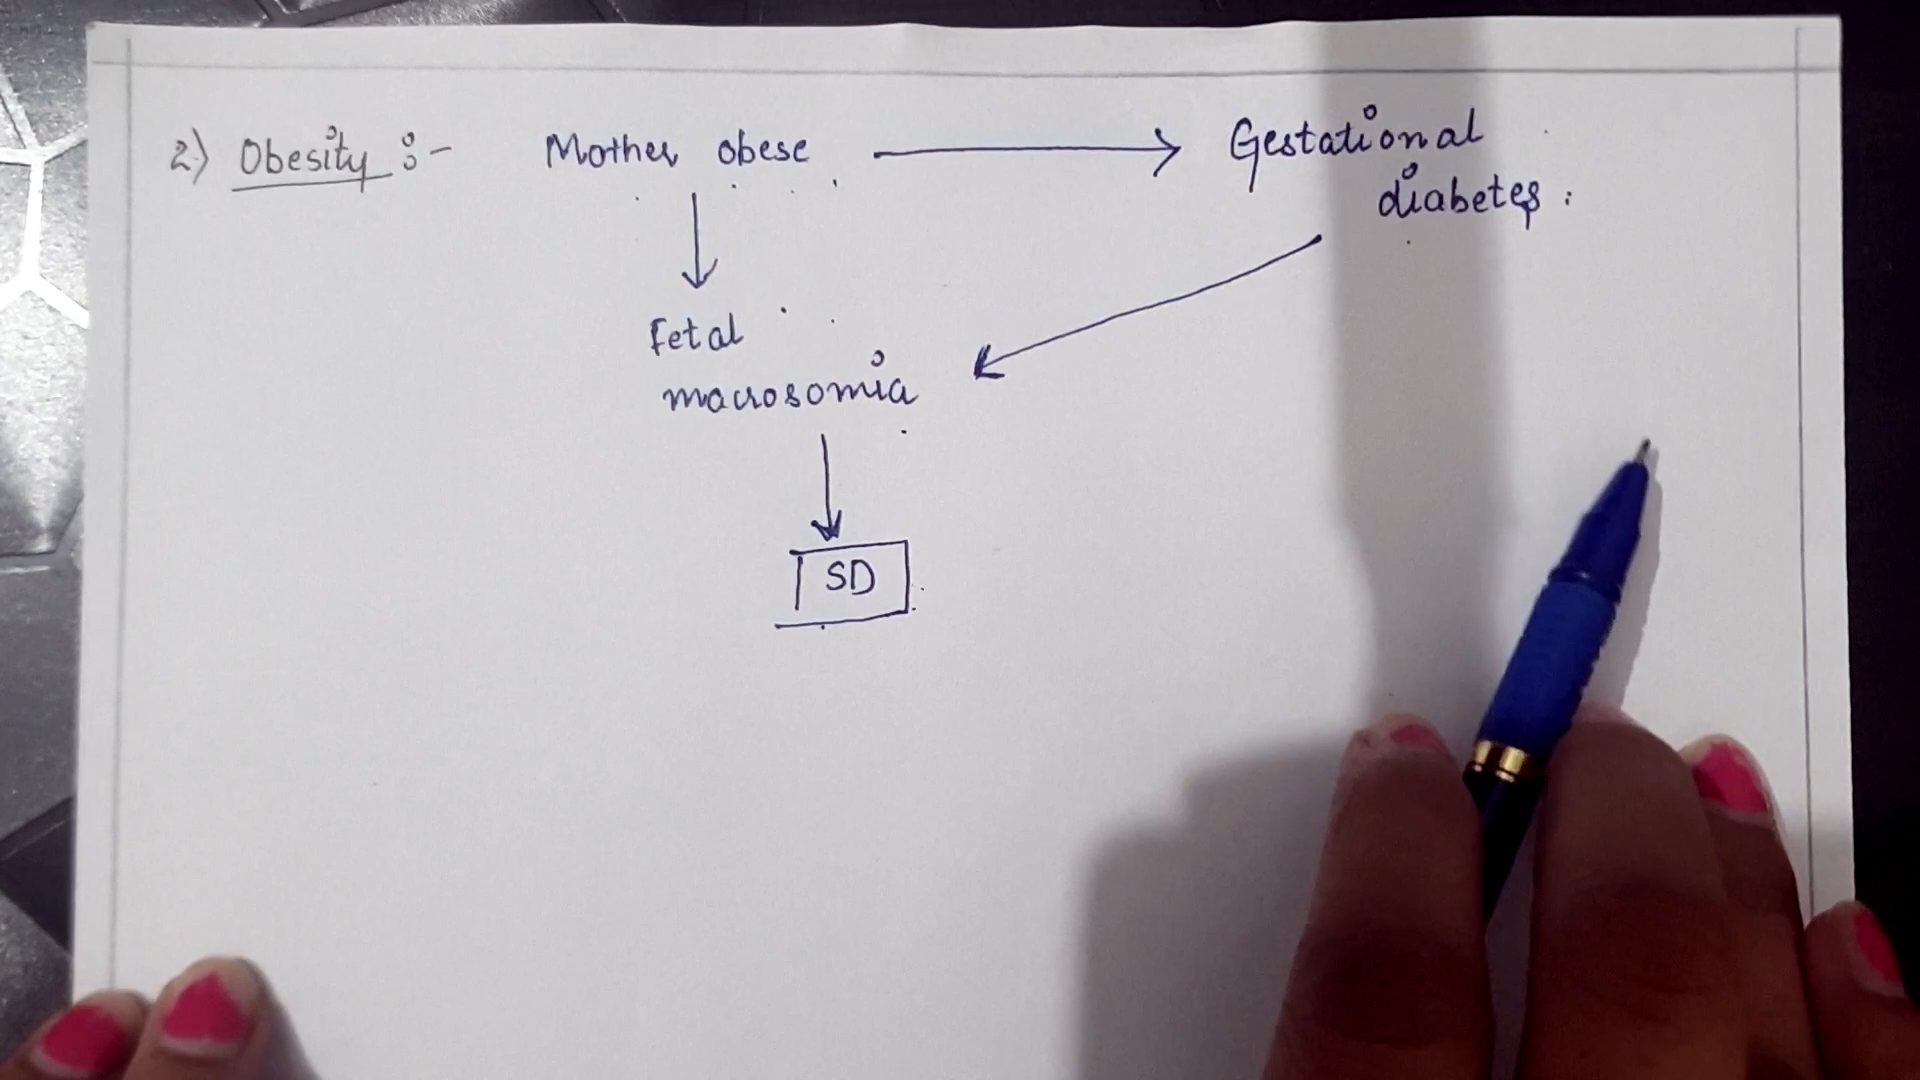 2) Obesity :- Mother obese → Gestational
diabetes :
↓
Fetal
macrosomia
↓
SD